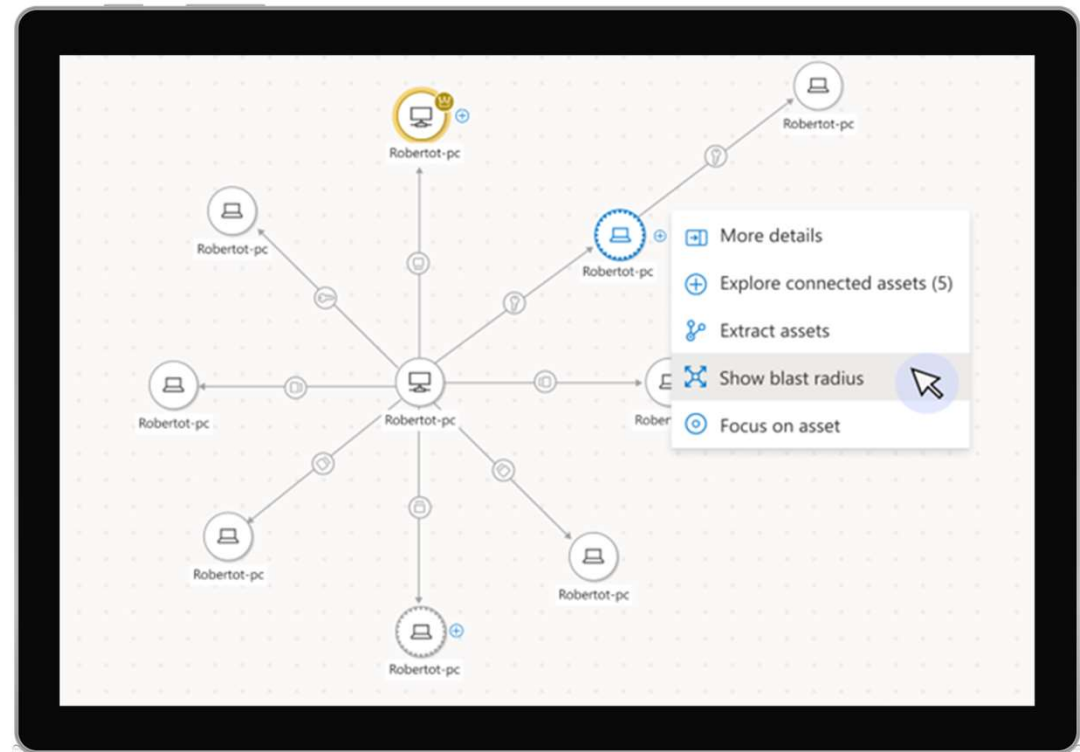 Robertot-pc
Robertot-pc
Robertot-pc
Robertot-pc
More details
Explore connected assets (5)
Extract assets
Show blast radius
Focus on asset
Robertot-pc
Robertot-pc
Rober
Robertot-pc
Robertot-pc
Robertot-pc